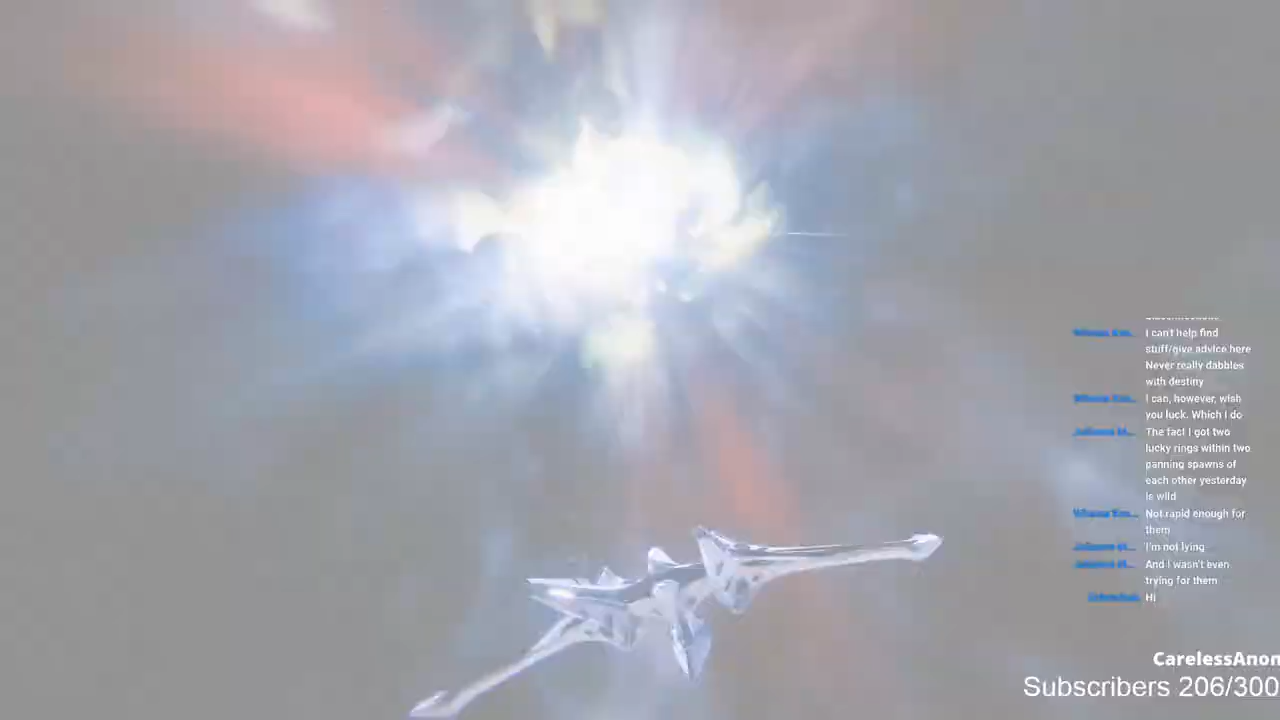 I can't help find
stuff/give advice here
Never really dabbles
with destiny
I can, however, wish
you luck. Which I do
The fact I got two
lucky rings within two
panning spawns of
each other yesterday
is wild
Not rapid enough for
them
I'm not lying
And I wasn't even
trying for them
Hi
CarelessAnon
Subscribers 206/300